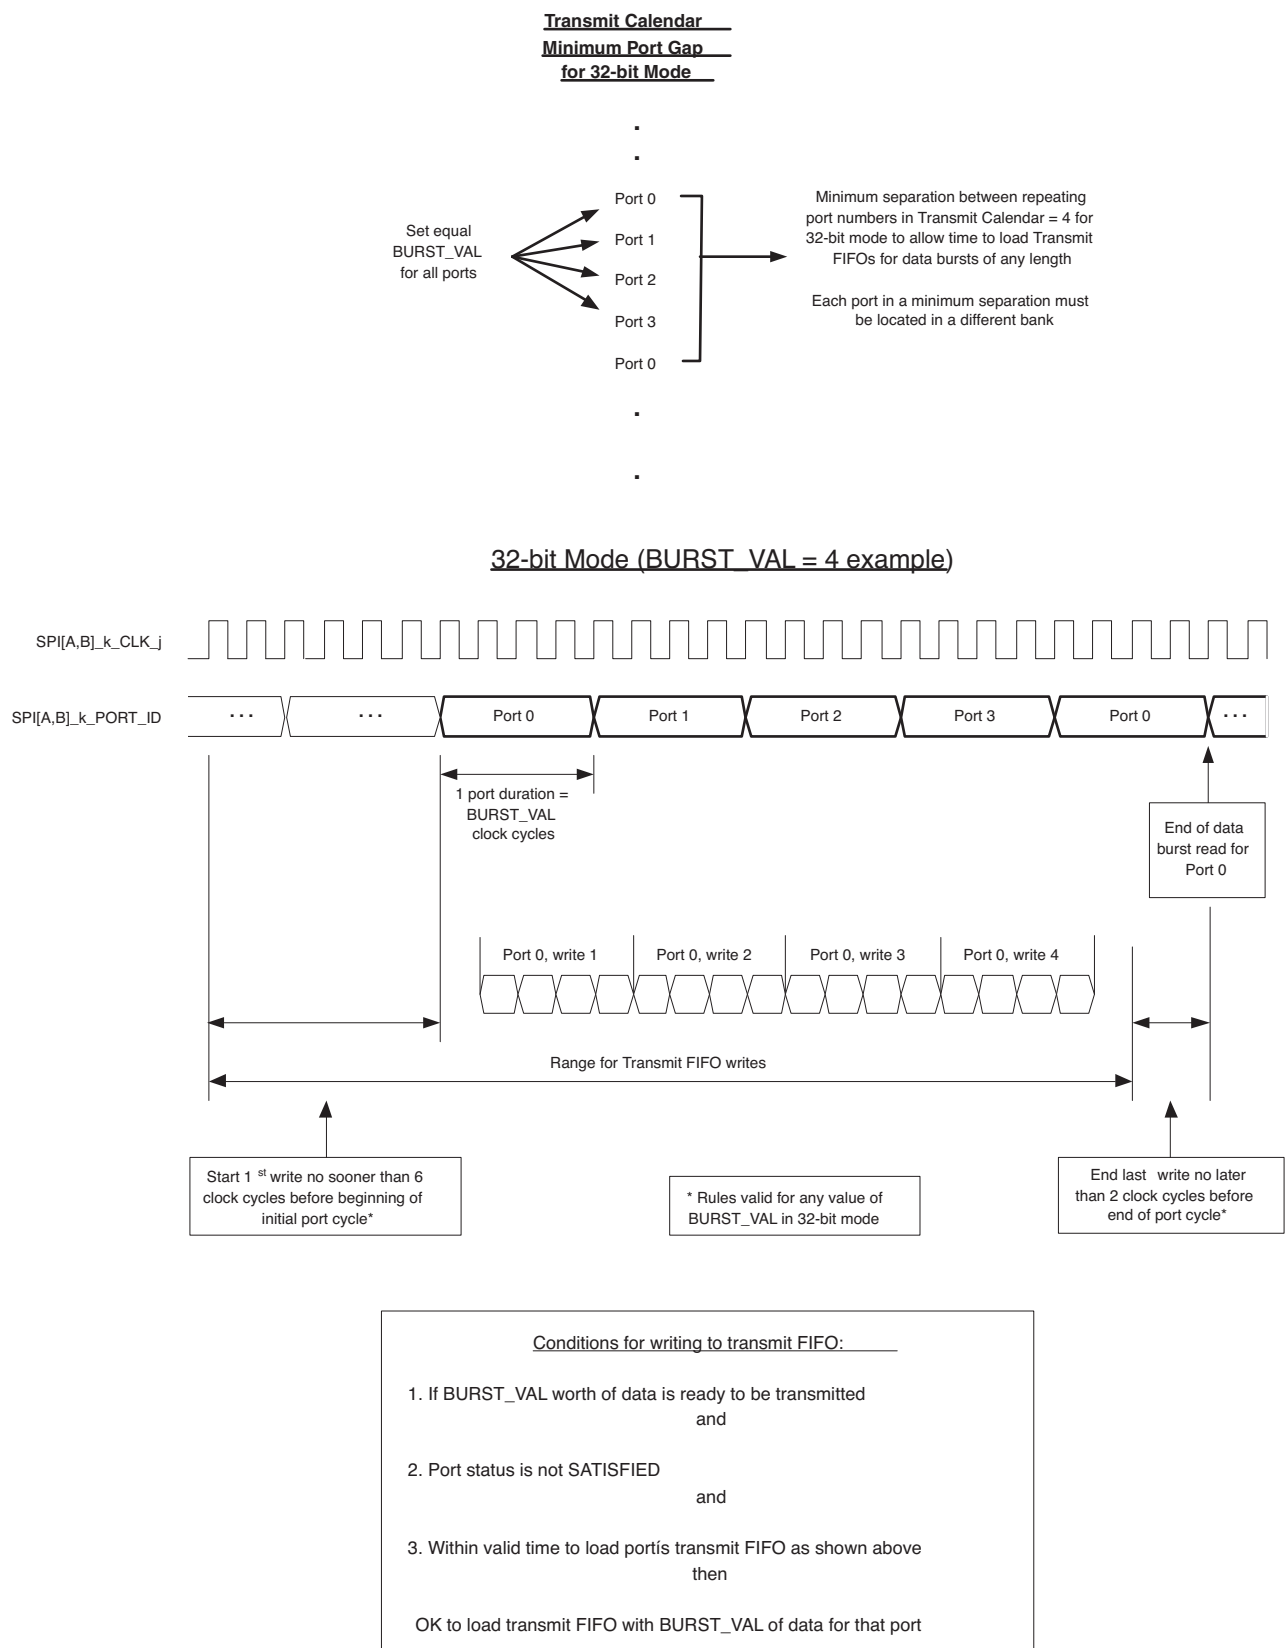 Transmit Calendar
Minimum Port Gap
for 32-bit Mode
.
.
Set equal
BURST_VAL
for all ports
Port 0
Port 1
Port 2
Port 3
Port 0
Minimum separation between repeating
port numbers in Transmit Calendar = 4 for
32-bit mode to allow time to load Transmit
FIFOs for data bursts of any length
Each port in a minimum separation must
be located in a different bank
.
.
32-bit Mode (BURST_VAL = 4 example)
SPI[A,B]_k_CLK_j
SPI[A,B]_k_PORT_ID
... ... Port 0 Port 1 Port 2 Port 3 Port 0 ...
1 port duration =
BURST_VAL
clock cycles
End of data
burst read for
Port 0
Port 0, write 1 Port 0, write 2 Port 0, write 3 Port 0, write 4
Range for Transmit FIFO writes
Start 1 st write no sooner than 6
clock cycles before beginning of
initial port cycle*
* Rules valid for any value of
BURST_VAL in 32-bit mode
End last write no later
than 2 clock cycles before
end of port cycle*
Conditions for writing to transmit FIFO:
1. If BURST_VAL worth of data is ready to be transmitted
and
2. Port status is not SATISFIED
and
3. Within valid time to load portís transmit FIFO as shown above
then
OK to load transmit FIFO with BURST_VAL of data for that port